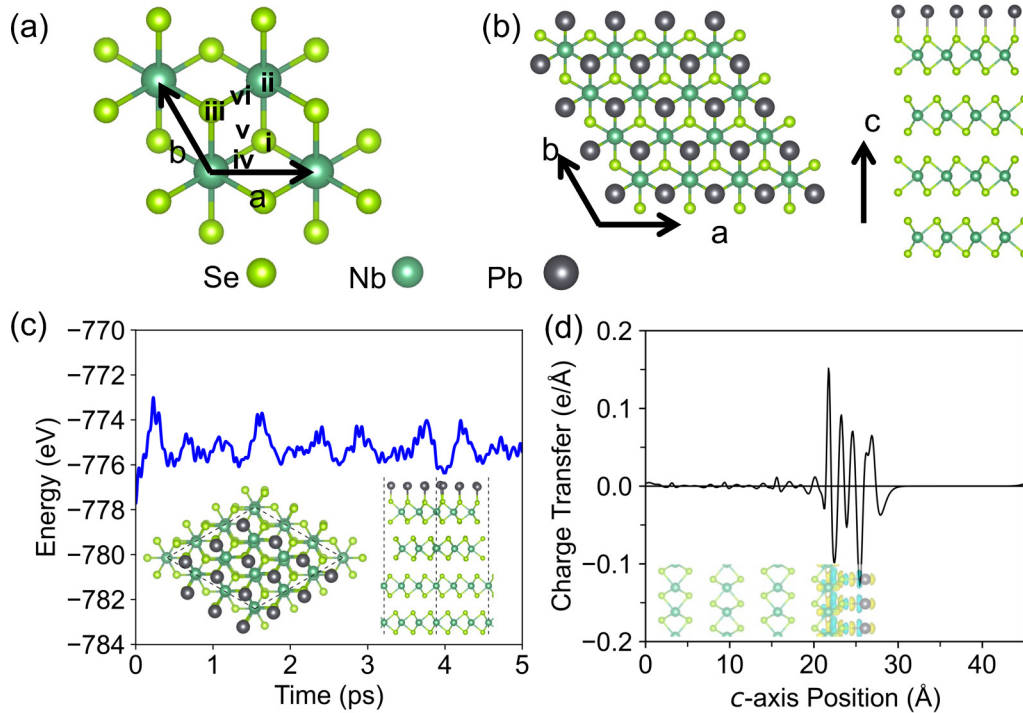 (a)
ii
vi
iii
v
i
b
iv
a
Se
Nb
Pb
(b)
b
a
c
(c)
−770
−772
−774
−776
−778
−780
−782
−784
Energy (eV)
0 1 2 3 4 5
Time (ps)
(d)
0.2
0.1
0.0
−0.1
−0.2
Charge Transfer (e/Å)
0 10 20 30 40
c-axis Position (Å)